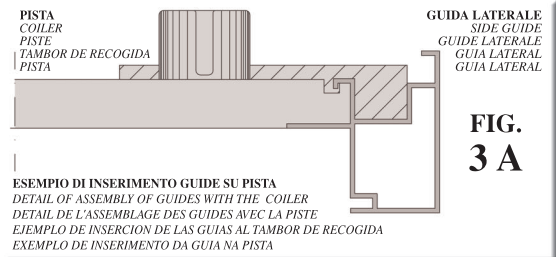 PISTA
COILER
PISTE
TAMBOR DE RECOGIDA
PISTA
GUIDA LATERALE
SIDE GUIDE
GUIDE LATERALE
GUIA LATERAL
GUIA LATERAL
FIG.
3 A
ESEMPIO DI INSERIMENTO GUIDE SU PISTA
DETAIL OF ASSEMBLY OF GUIDES WITH THE COILER
DETAIL DE L'ASSEMBLAGE DES GUIDES AVEC LA PISTE
EJEMPLO DE INSERCION DE LAS GUIAS AL TAMBOR DE RECOGIDA
EXEMPLO DE INSERIMENTO DA GUIA NA PISTA